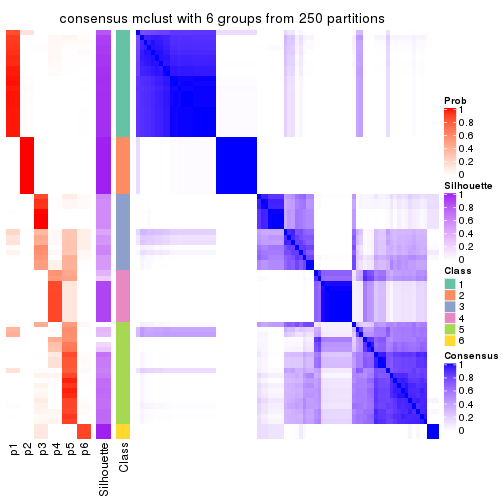 consensus mclust with 6 groups from 250 partitions
Prob
1
0.8
0.6
0.4
0.2
0
Silhouette
1
0.8
0.6
0.4
0.2
0
Class
1
2
3
4
5
6
Consensus
1
0.8
0.6
0.4
0.2
0
p1
p2
p3
p4
p5
p6
Silhouette
Class